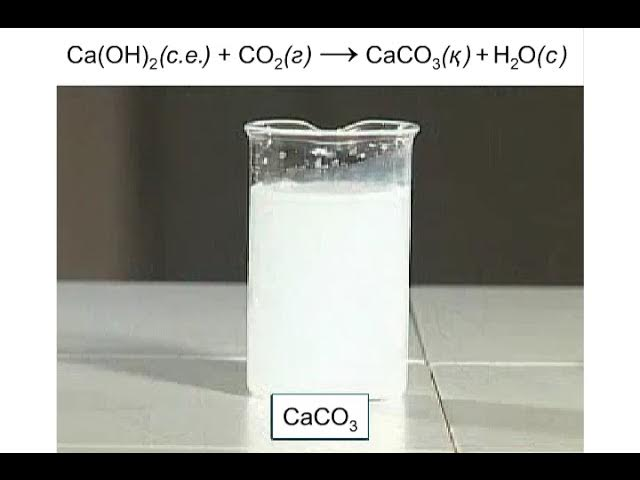 Ca(OH)₂(с.е.) + CO₂(г) ⟶ CaCO₃(қ) + H₂O(с)
CaCO₃